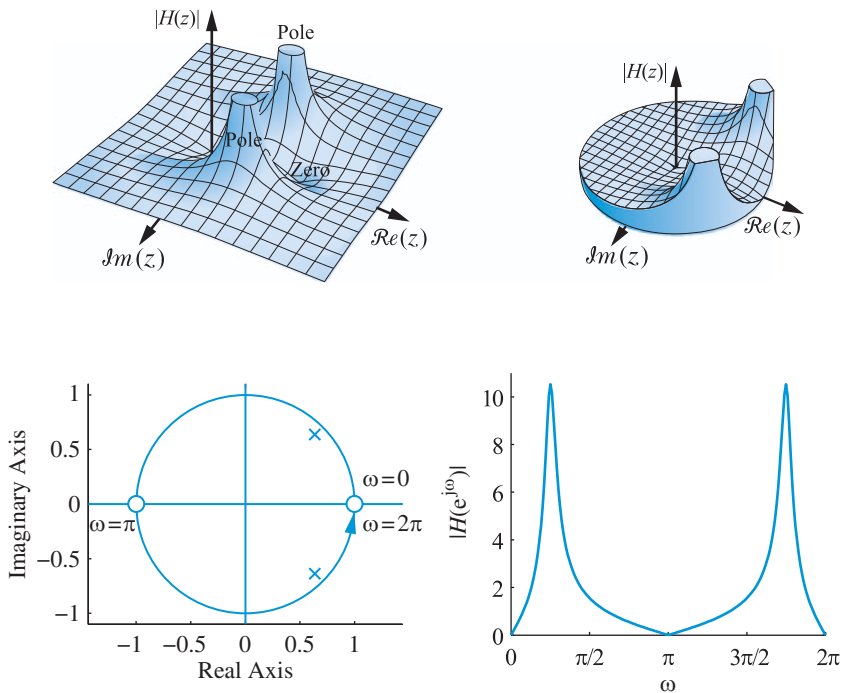 |H(z)|
Pole
Pole
Zero
ℐm(z)
ℛe(z)
|H(z)|
ℐm(z)
ℛe(z)
Imaginary Axis
1
0.5
0
−0.5
−1
ω=π
ω=0
ω=2π
−1 −0.5 0 0.5 1
Real Axis
|H(e^{jω})|
10
8
6
4
2
0
0 π/2 π 3π/2 2π
ω